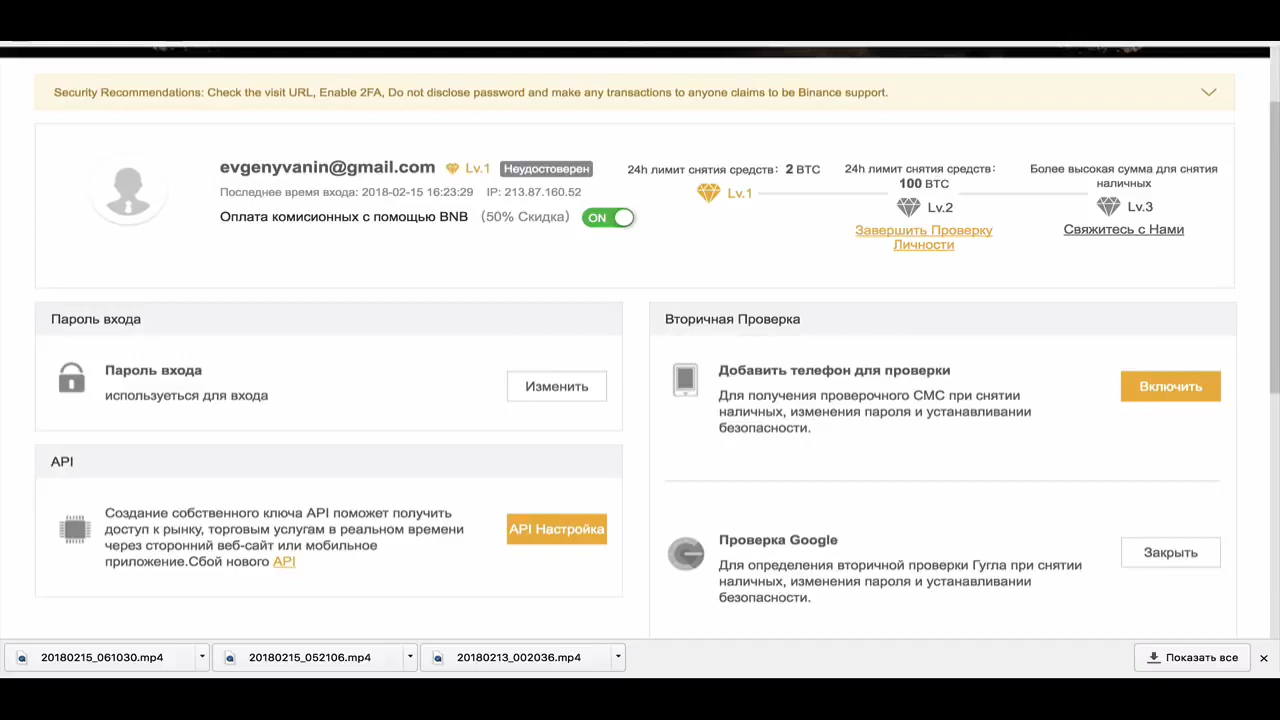 Security Recommendations: Check the visit URL, Enable 2FA, Do not disclose password and make any transactions to anyone claims to be Binance support.
evgenyvanin@gmail.com Lv.1 Неудостоверен
Последнее время входа: 2018-02-15 16:23:29 IP: 213.87.160.52
Оплата комисионных с помощью BNB (50% Скидка) ON
24h лимит снятия средств: 2 BTC
Lv.1
24h лимит снятия средств:
100 BTC
Lv.2
Завершить Проверку
Личности
Более высокая сумма для снятия
наличных
Lv.3
Свяжитесь с Нами
Пароль входа
Пароль входа
используеться для входа
Изменить
API
Создание собственного ключа API поможет получить
доступ к рынку, торговым услугам в реальном времени
через сторонний веб-сайт или мобильное
приложение.Сбой нового API
API Настройка
Вторичная Проверка
Добавить телефон для проверки
Для получения проверочного СМС при снятии
наличных, изменения пароля и устанавливании
безопасности.
Включить
Проверка Google
Для определения вторичной проверки Гугла при снятии
наличных, изменения пароля и устанавливании
безопасности.
Закрыть
20180215_061030.mp4
20180215_052106.mp4
20180213_002036.mp4
Показать все